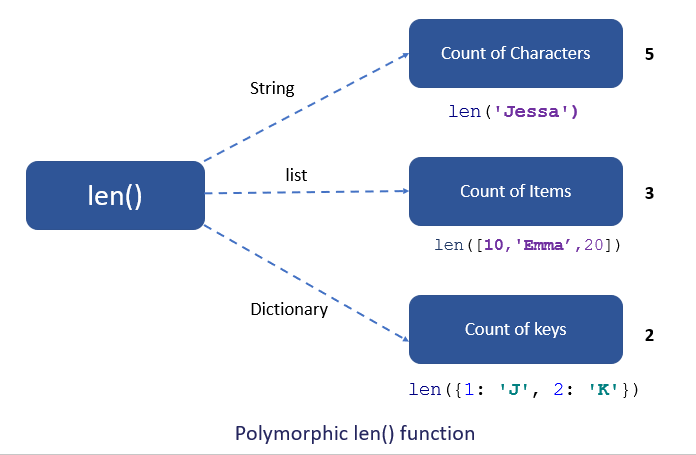 Count of Characters
5
String
len('Jessa')
len()
list
Count of Items
3
len([10,'Emma’,20])
Dictionary
Count of keys
2
len({1: 'J', 2: 'K'})
Polymorphic len() function